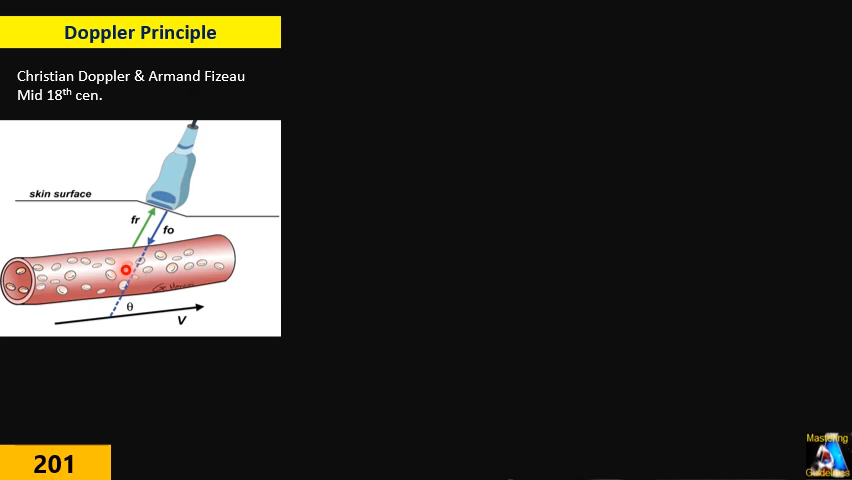 Doppler Principle
Christian Doppler & Armand Fizeau
Mid 18th cen.
skin surface
fr
fo
θ
V
201
Mastering
Guidelines